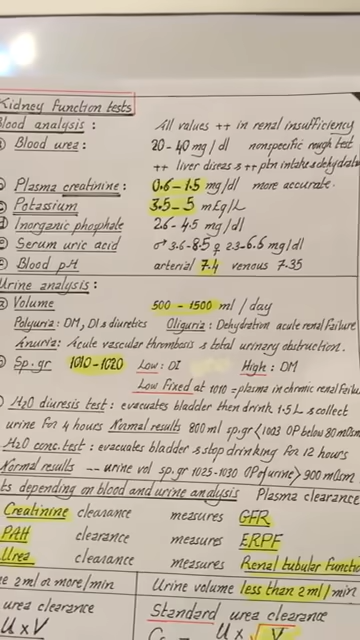 Kidney function tests
Blood analysis : All values ++ in renal insufficiency
a Blood urea: 20-40 mg/dl nonspecific rough test
++ liver diseas & ++ ptn intake & dehydrat
Plasma creatinine: 0.6-1.5 mg/dl more accurate.
Potassium 3.5-5 mEq/L
Inorganic phosphate 2.6-4.5 mg/dl
e Serum uric acid ♂ 3.6-8.5 ♀ 2.3-6.6 mg/dl
Blood pH arterial 7.4 venous 7.35
Urine analysis :
a Volume 500-1500 ml / day
Polyuria: DM, DI & diuretics Oliguria: Dehydration acute renal failure
Anuria: Acute vascular thrombosis & total urinary obstruction.
Sp.gr 1010-1020 Low: DI High: DM
Low Fixed at 1010 = plasma in chronic renal failu
H2O diuresis test: evacuates bladder then drink 1.5 L & collect
urine for 4 hours Normal results 800 ml sp.gr <1003 OP below 80 mOsm
H2O conc.test : evacuates bladder & stop drinking for 12 hours
Normal results -- urine vol sp.gr 1025-1030 OP of urine > 900 mOsm
ts depending on blood and urine analysis Plasma clearance
Creatinine clearance measures GFR
PAH clearance measures ERPF
Urea clearance measures Renal tubular functio
ne 2 ml or more/min Urine volume less than 2 ml/min
urea clearance Standard urea clearance
U x V U x √V